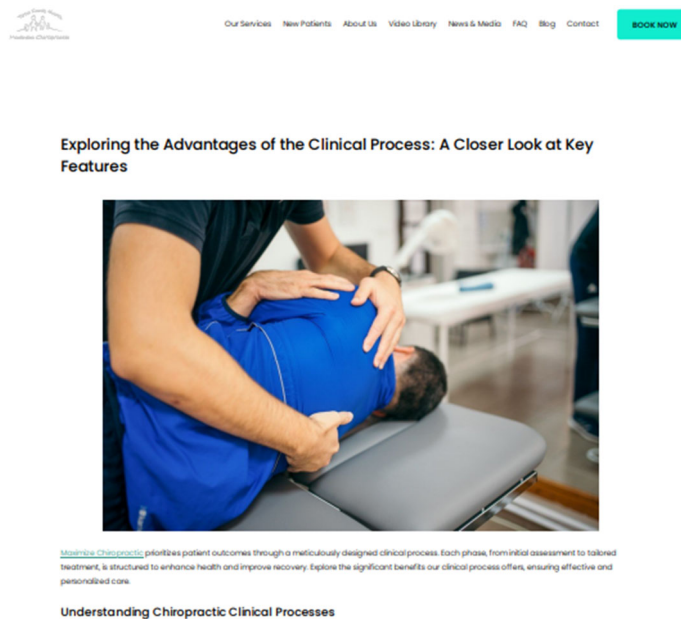 Our Services New Patients About Us Video Library News & Media FAQ Blog Contact BOOK NOW
Exploring the Advantages of the Clinical Process: A Closer Look at Key
Features
Maximize Chiropractic prioritizes patient outcomes through a meticulously designed clinical process. Each phase, from initial assessment to tailored
treatment, is structured to enhance health and improve recovery. Explore the significant benefits our clinical process offers, ensuring effective and
personalized care.
Understanding Chiropractic Clinical Processes